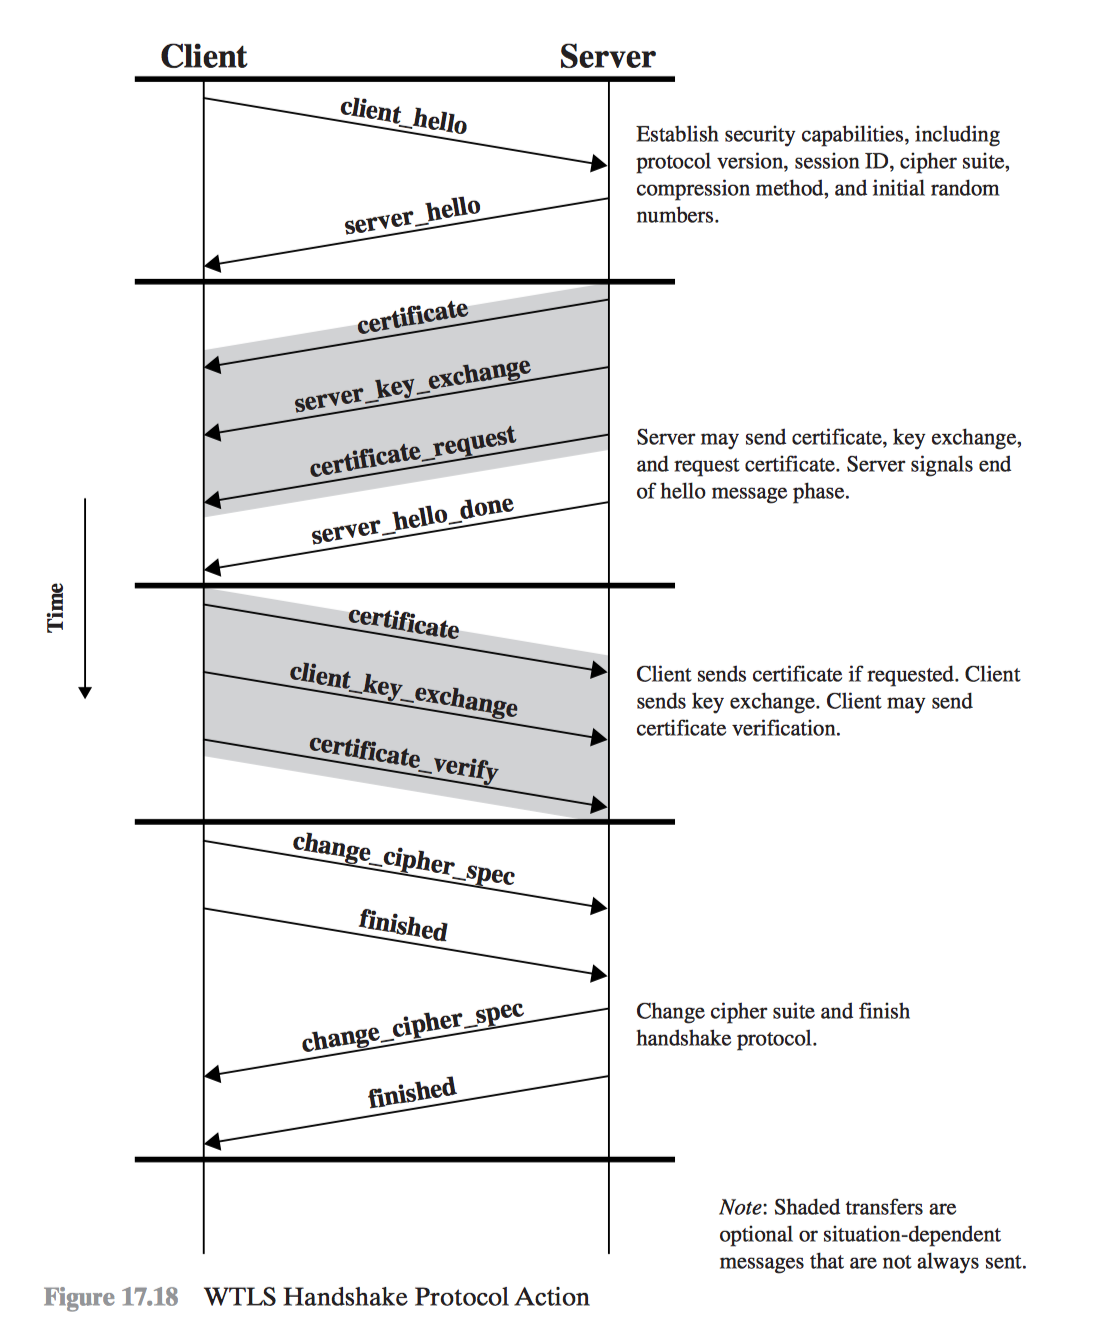 Client
Server
client_hello
Establish security capabilities, including
protocol version, session ID, cipher suite,
compression method, and initial random
numbers.
server_hello
certificate
server_key_exchange
certificate_request
Server may send certificate, key exchange,
and request certificate. Server signals end
of hello message phase.
server_hello_done
Time
certificate
client_key_exchange
Client sends certificate if requested. Client
sends key exchange. Client may send
certificate verification.
certificate_verify
change_cipher_spec
finished
change_cipher_spec
Change cipher suite and finish
handshake protocol.
finished
Note: Shaded transfers are
optional or situation-dependent
messages that are not always sent.
Figure 17.18 WTLS Handshake Protocol Action